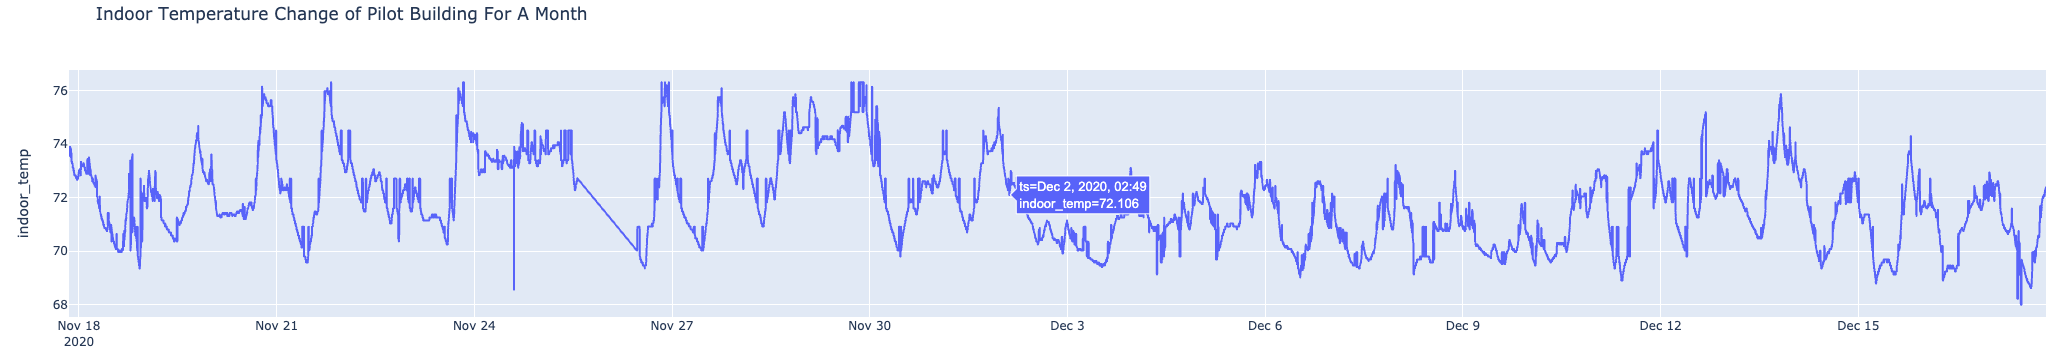 Indoor Temperature Change of Pilot Building For A Month
indoor_temp
76
74
72
70
68
ts=Dec 2, 2020, 02:49
indoor_temp=72.106
Nov 18
2020
Nov 21
Nov 24
Nov 27
Nov 30
Dec 3
Dec 6
Dec 9
Dec 12
Dec 15